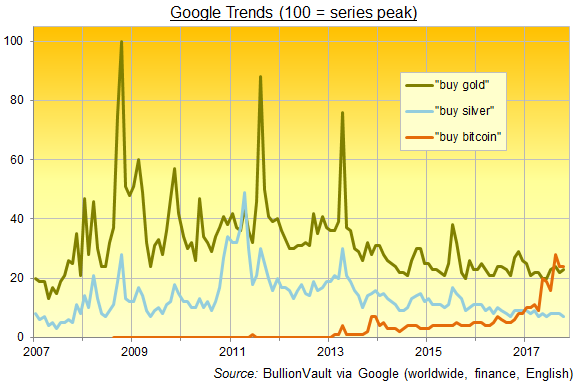 Google Trends (100 = series peak)
100
80
60
40
20
0
"buy gold"
"buy silver"
"buy bitcoin"
2007
2009
2011
2013
2015
2017
Source: BullionVault via Google (worldwide, finance, English)